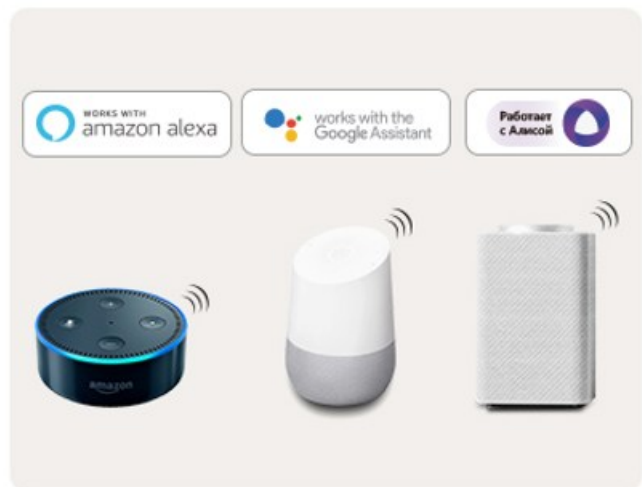 WORKS WITH
amazon alexa
works with the
Google Assistant
Работает
с Алисой
amazon